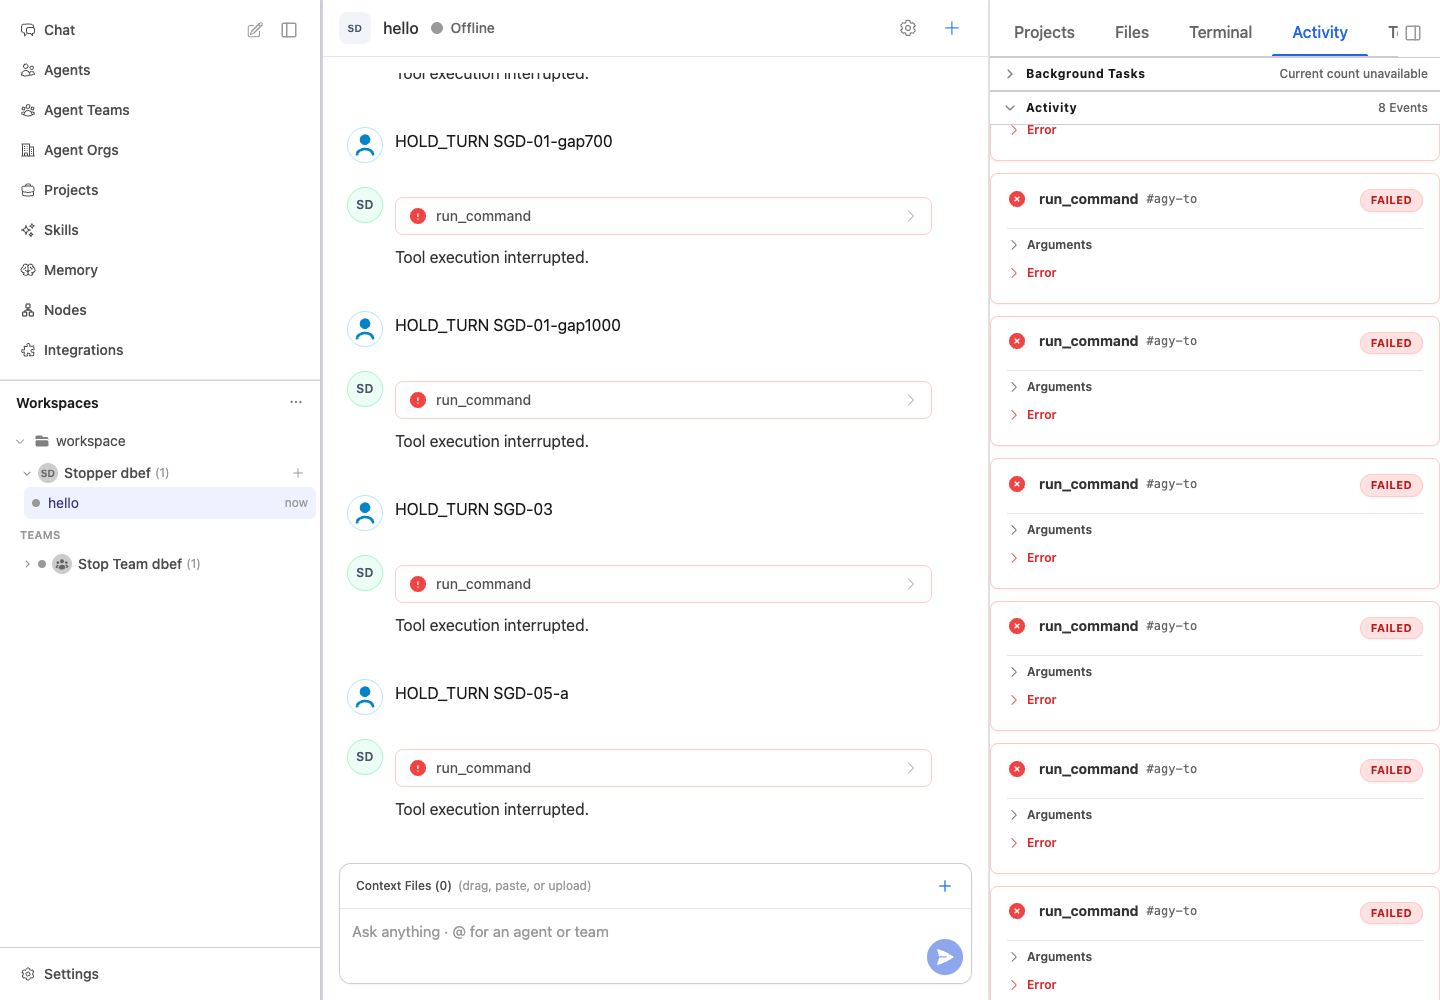 Chat
Agents
Agent Teams
Agent Orgs
Projects
Skills
Memory
Nodes
Integrations
Workspaces
workspace
SD Stopper dbef (1)
hello now
TEAMS
Stop Team dbef (1)
Settings
SD hello Offline
Tool execution interrupted.
HOLD_TURN SGD-01-gap700
SD run_command
Tool execution interrupted.
HOLD_TURN SGD-01-gap1000
SD run_command
Tool execution interrupted.
HOLD_TURN SGD-03
SD run_command
Tool execution interrupted.
HOLD_TURN SGD-05-a
SD run_command
Tool execution interrupted.
Context Files (0) (drag, paste, or upload)
Ask anything · @ for an agent or team
Projects Files Terminal Activity
Background Tasks Current count unavailable
Activity 8 Events
Error
run_command #agy-to FAILED
Arguments
Error
run_command #agy-to FAILED
Arguments
Error
run_command #agy-to FAILED
Arguments
Error
run_command #agy-to FAILED
Arguments
Error
run_command #agy-to FAILED
Arguments
Error
run_command #agy-to FAILED
Arguments
Error